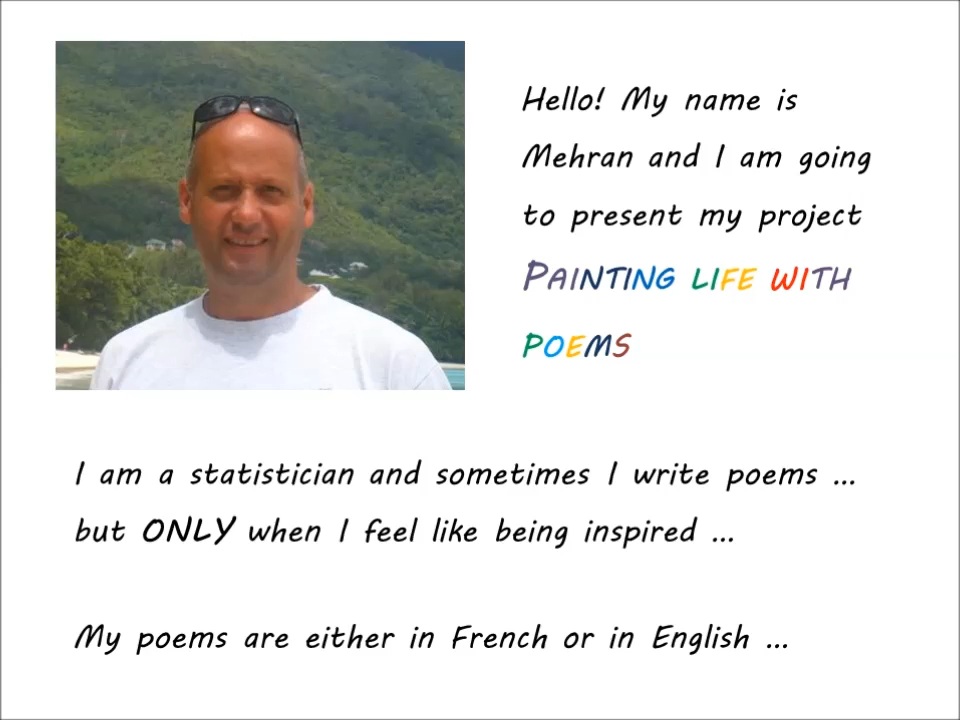 Hello! My name is
Mehran and I am going
to present my project
PAINTING LIFE WITH
POEMS
I am a statistician and sometimes I write poems ...
but ONLY when I feel like being inspired ...
My poems are either in French or in English ...